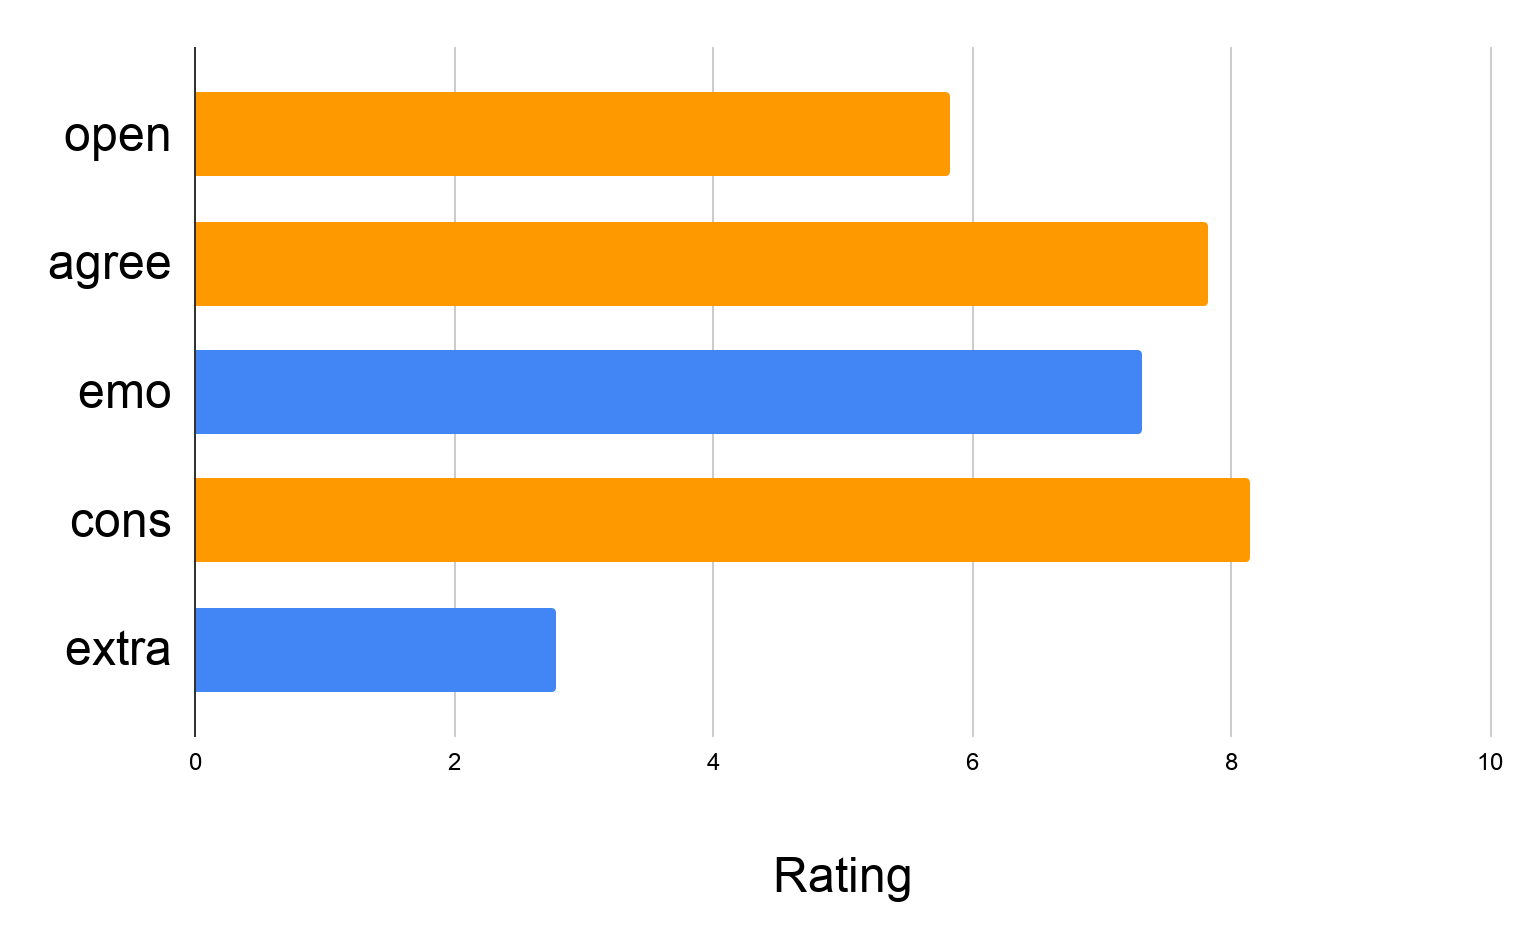 open
agree
emo
cons
extra
0 2 4 6 8 10
Rating